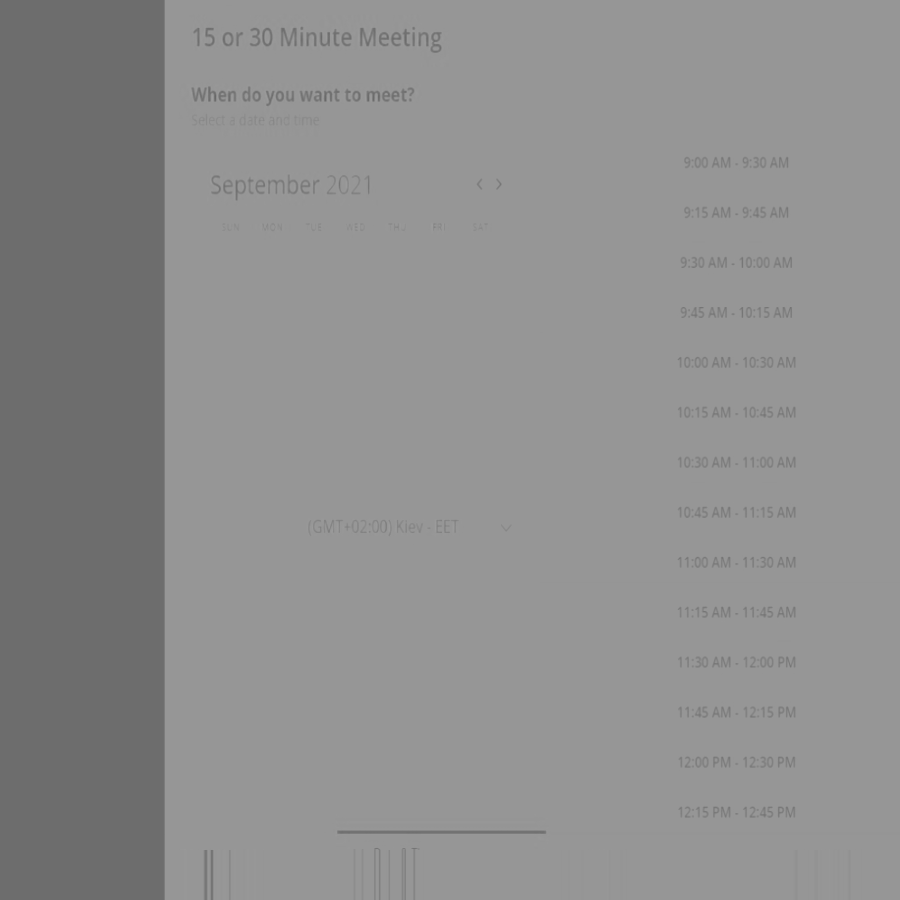 15 or 30 Minute Meeting
When do you want to meet?
Select a date and time
September 2021
SUN MON TUE WED THU FRI SAT
(GMT+02:00) Kiev - EET
9:00 AM - 9:30 AM
9:15 AM - 9:45 AM
9:30 AM - 10:00 AM
9:45 AM - 10:15 AM
10:00 AM - 10:30 AM
10:15 AM - 10:45 AM
10:30 AM - 11:00 AM
10:45 AM - 11:15 AM
11:00 AM - 11:30 AM
11:15 AM - 11:45 AM
11:30 AM - 12:00 PM
11:45 AM - 12:15 PM
12:00 PM - 12:30 PM
12:15 PM - 12:45 PM